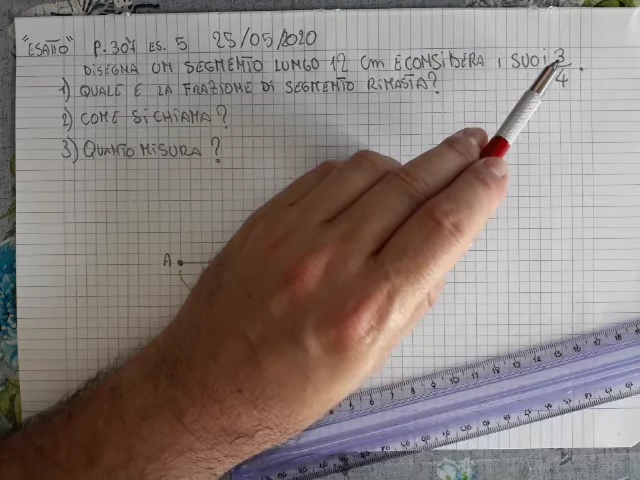 "ESATTO" P. 307 ES. 5 25/05/2020
DISEGNA UN SEGMENTO LUNGO 12 cm E CONSIDERA I SUOI 3/4.
1) QUALE È LA FRAZIONE DI SEGMENTO RIMASTA?
2) COME SI CHIAMA?
3) QUANTO MISURA?
A